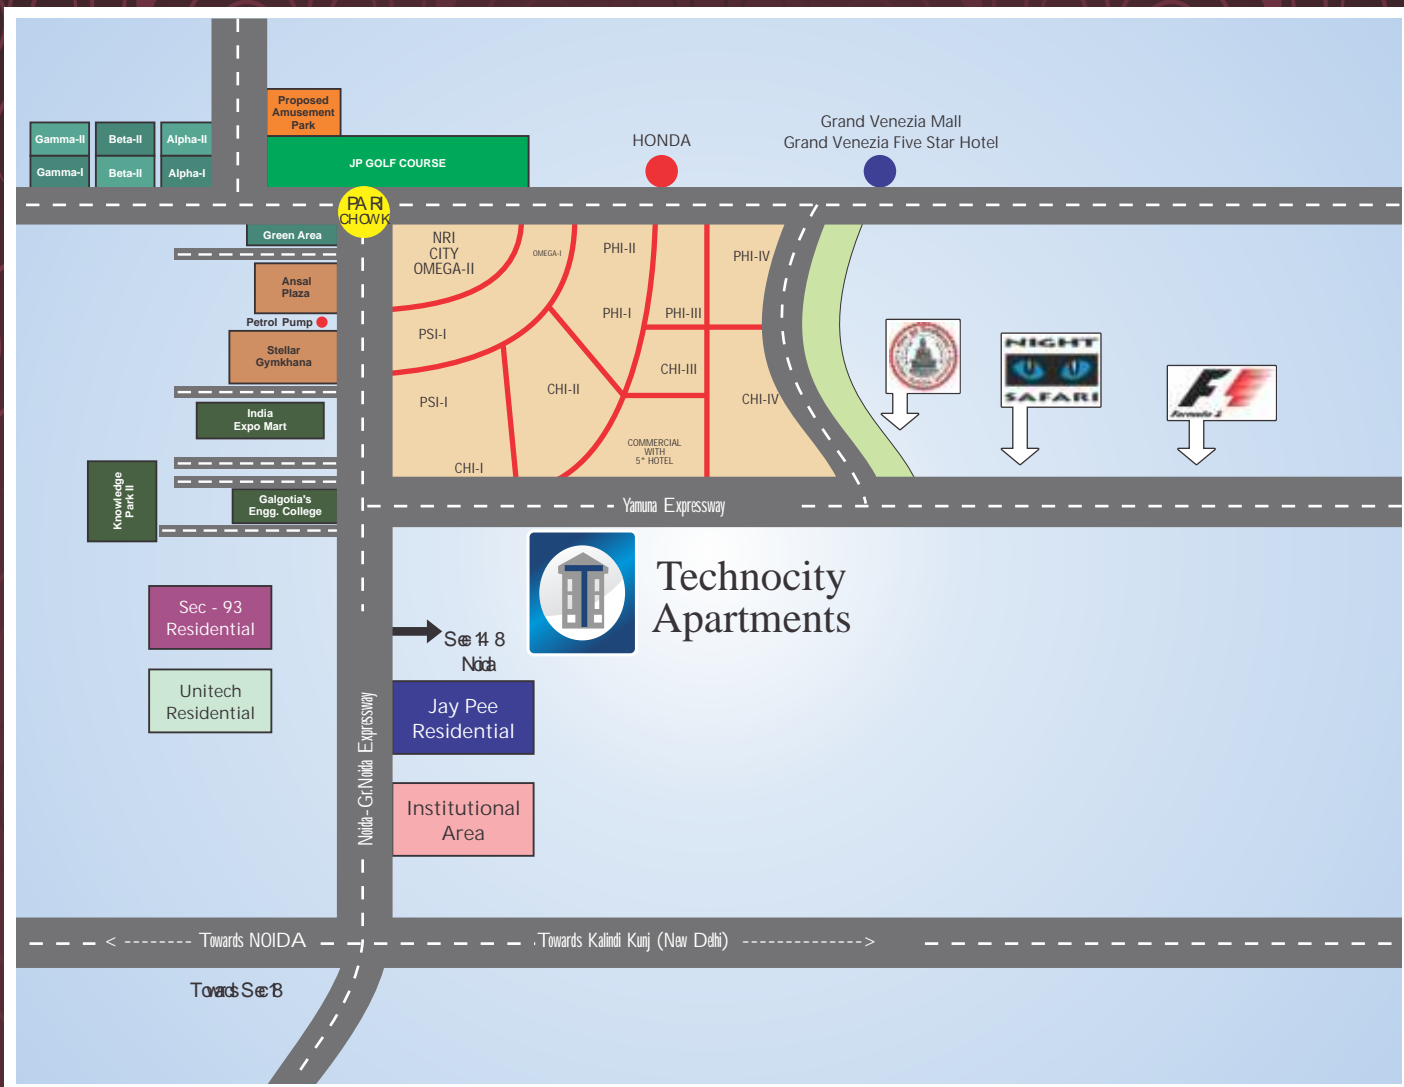 Proposed
Amusement
Park
Gamma-II
Beta-II
Alpha-II
Gamma-I
Beta-II
Alpha-I
JP GOLF COURSE
HONDA
Grand Venezia Mall
Grand Venezia Five Star Hotel
PARI
CHOWK
Green Area
Ansal
Plaza
Petrol Pump
Stellar
Gymkhana
India
Expo Mart
Knowledge
Park II
Galgotia's
Engg. College
NRI
CITY
OMEGA-II
OMEGA-I
PHI-II
PHI-IV
PSI-I
PHI-I
PHI-III
CHI-III
PSI-I
CHI-II
CHI-IV
COMMERCIAL
WITH
5* HOTEL
CHI-I
NIGHT
SAFARI
F1
Formula 1
Yamuna Expressway
Technocity
Apartments
Sec - 93
Residential
Sec 148
Noida
Unitech
Residential
Jay Pee
Residential
Noida-Gr.Noida Expressway
Institutional
Area
< -------- Towards NOIDA
Towards Kalindi Kunj (New Delhi) -------------->
Towards Sec18